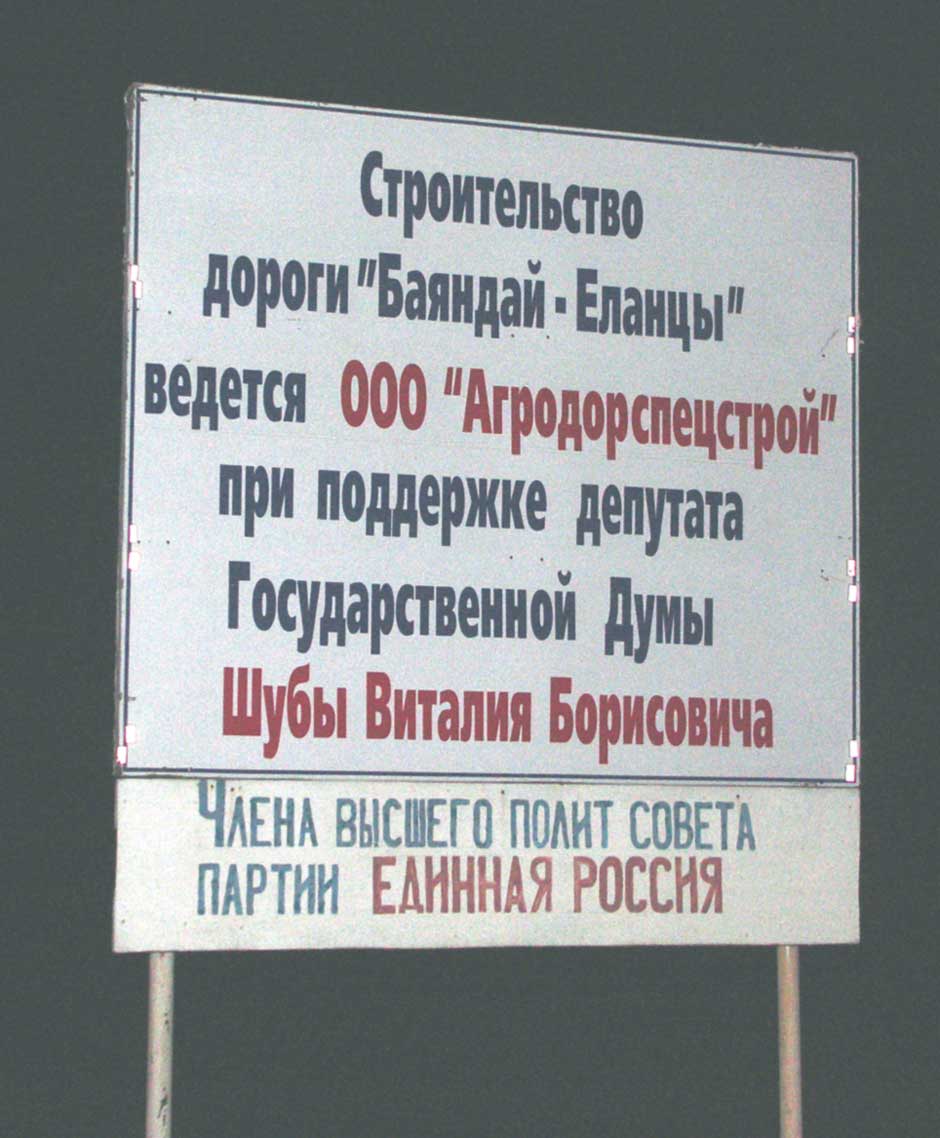 Строительство
дороги "Баяндай - Еланцы"
ведется ООО "Агродорспецстрой"
при поддержке депутата
Государственной Думы
Шубы Виталия Борисовича
Члена высшего полит совета
партии ЕДИННАЯ РОССИЯ